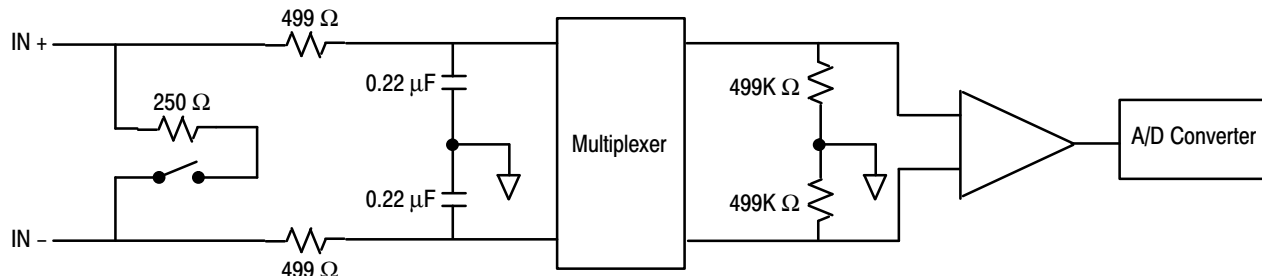 499 Ω
IN +
0.22 μF
250 Ω
499K Ω
Multiplexer
A/D Converter
0.22 μF
499K Ω
IN −
499 Ω